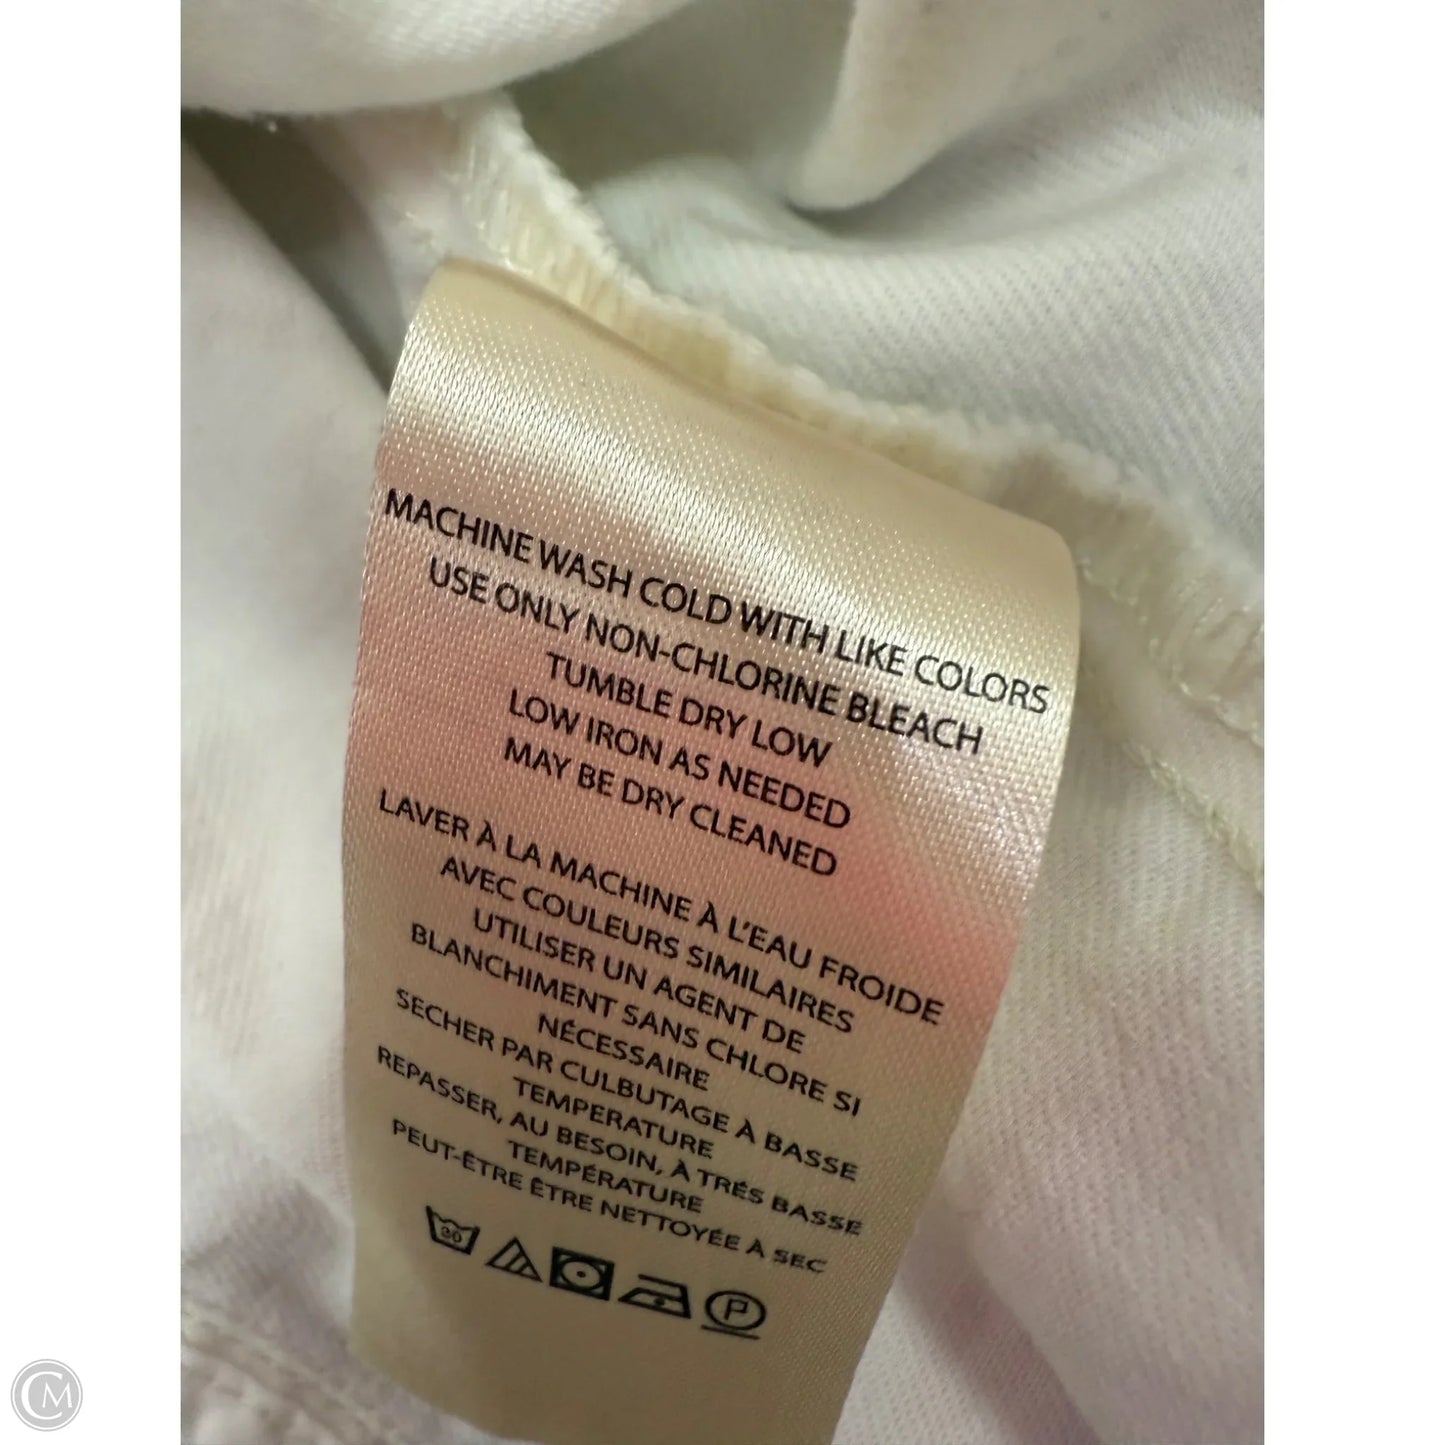 MACHINE WASH COLD WITH LIKE COLORS
USE ONLY NON-CHLORINE BLEACH
TUMBLE DRY LOW
LOW IRON AS NEEDED
MAY BE DRY CLEANED
LAVER À LA MACHINE À L'EAU FROIDE
AVEC COULEURS SIMILAIRES
UTILISER UN AGENT DE
BLANCHIMENT SANS CHLORE SI
NÉCESSAIRE
SECHER PAR CULBUTAGE À BASSE
TEMPERATURE
REPASSER, AU BESOIN, À TRÉS BASSE
TEMPÉRATURE
PEUT-ÊTRE ÊTRE NETTOYÉE À SEC
30 P
CM